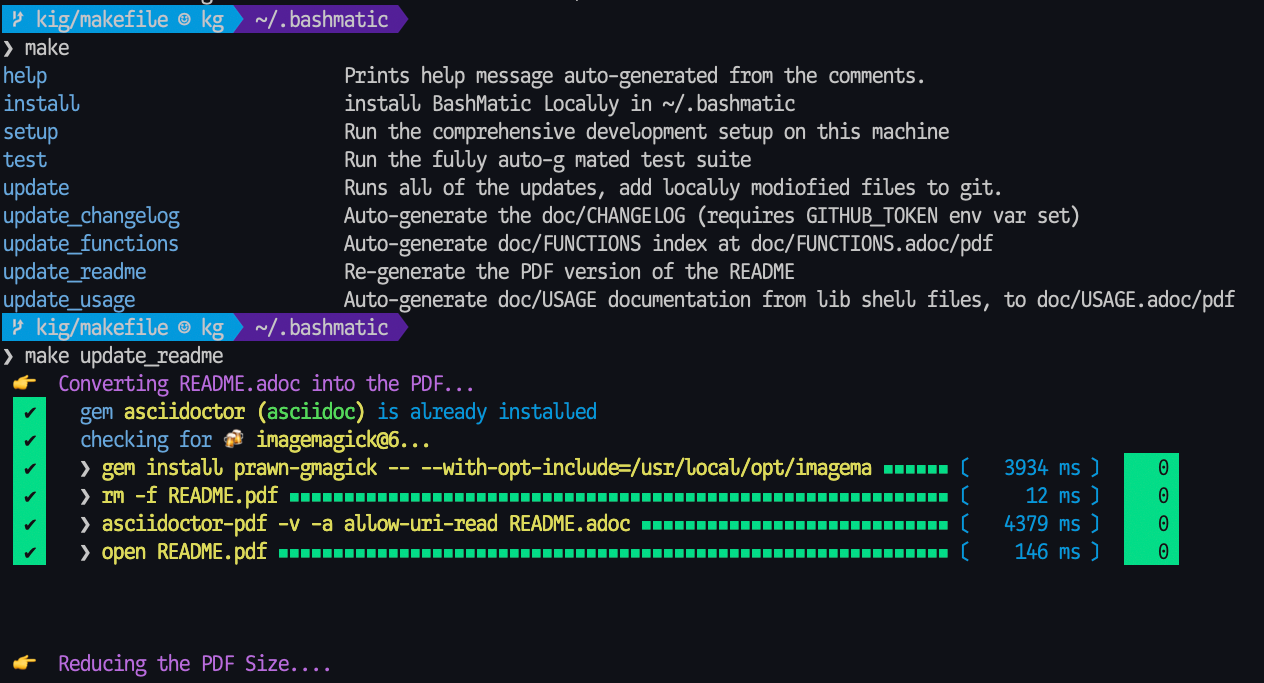 kig/makefile ☺ kg ~/.bashmatic
❯ make
help Prints help message auto-generated from the comments.
install install BashMatic Locally in ~/.bashmatic
setup Run the comprehensive development setup on this machine
test Run the fully auto-g mated test suite
update Runs all of the updates, add locally modiofied files to git.
update_changelog Auto-generate the doc/CHANGELOG (requires GITHUB_TOKEN env var set)
update_functions Auto-generate doc/FUNCTIONS index at doc/FUNCTIONS.adoc/pdf
update_readme Re-generate the PDF version of the README
update_usage Auto-generate doc/USAGE documentation from lib shell files, to doc/USAGE.adoc/pdf
kig/makefile ☺ kg ~/.bashmatic
❯ make update_readme
👉 Converting README.adoc into the PDF...
✔ gem asciidoctor (asciidoc) is already installed
✔ checking for 🍻 imagemagick@6...
✔ ❯ gem install prawn-gmagick -- --with-opt-include=/usr/local/opt/imagema 〔 3934 ms 〕 0
✔ ❯ rm -f README.pdf 〔 12 ms 〕 0
✔ ❯ asciidoctor-pdf -v -a allow-uri-read README.adoc 〔 4379 ms 〕 0
✔ ❯ open README.pdf 〔 146 ms 〕 0
👉 Reducing the PDF Size....